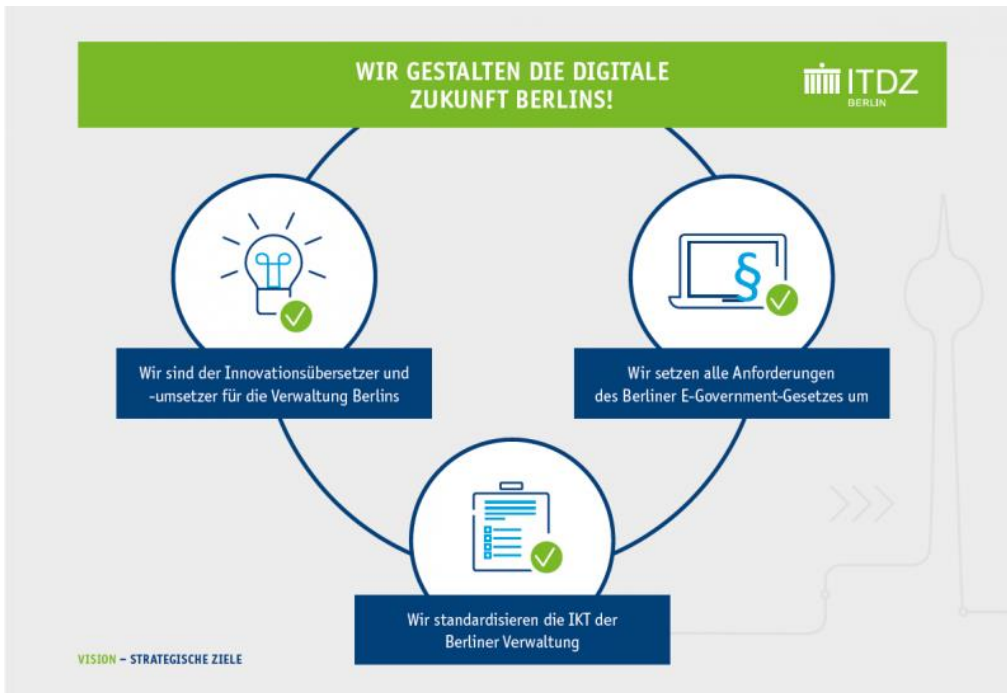 WIR GESTALTEN DIE DIGITALE
ZUKUNFT BERLINS!
ITDZ
BERLIN
Wir sind der Innovationsübersetzer und
-umsetzer für die Verwaltung Berlins
§
Wir setzen alle Anforderungen
des Berliner E-Government-Gesetzes um
Wir standardisieren die IKT der
Berliner Verwaltung
VISION – STRATEGISCHE ZIELE